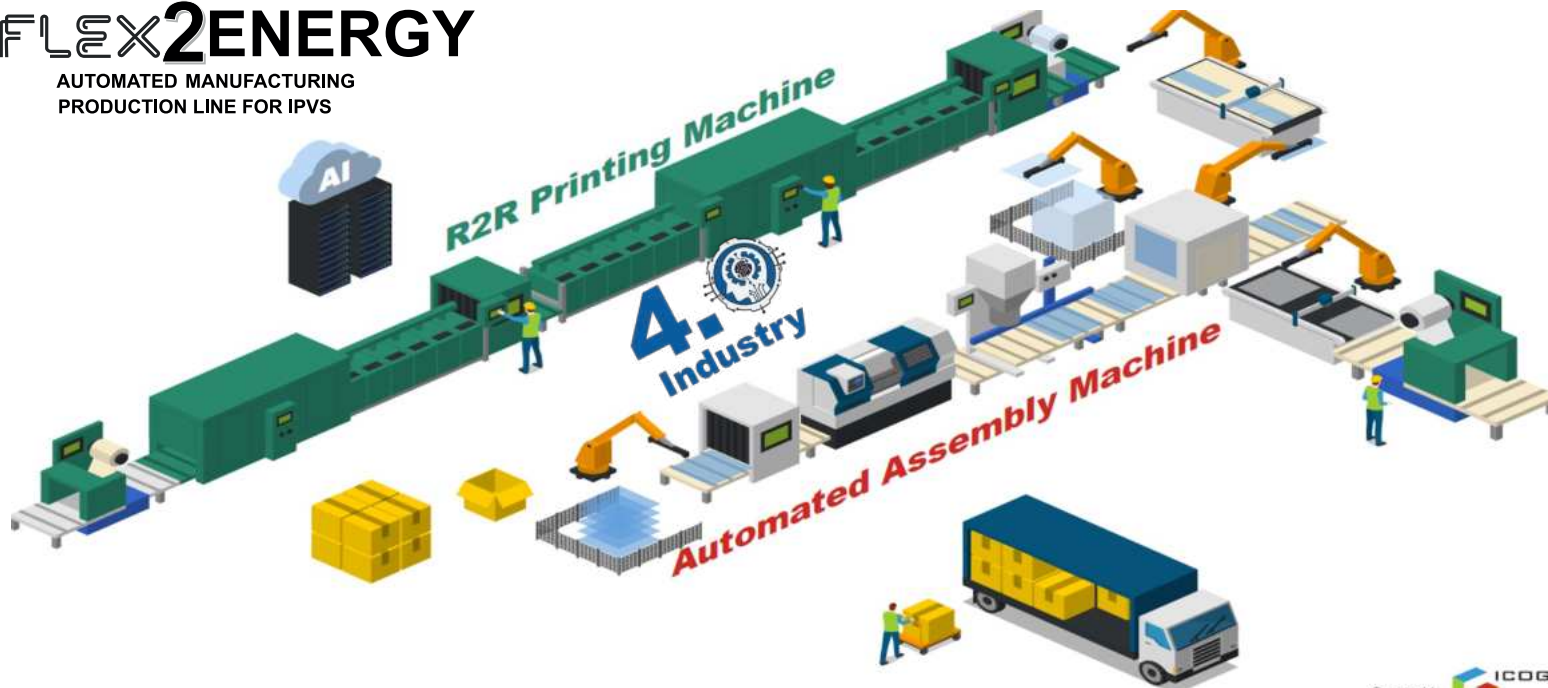 FLEX2ENERGY
AUTOMATED MANUFACTURING
PRODUCTION LINE FOR IPVS
R2R Printing Machine
AI
4.
Industry
Automated Assembly Machine
ICOG